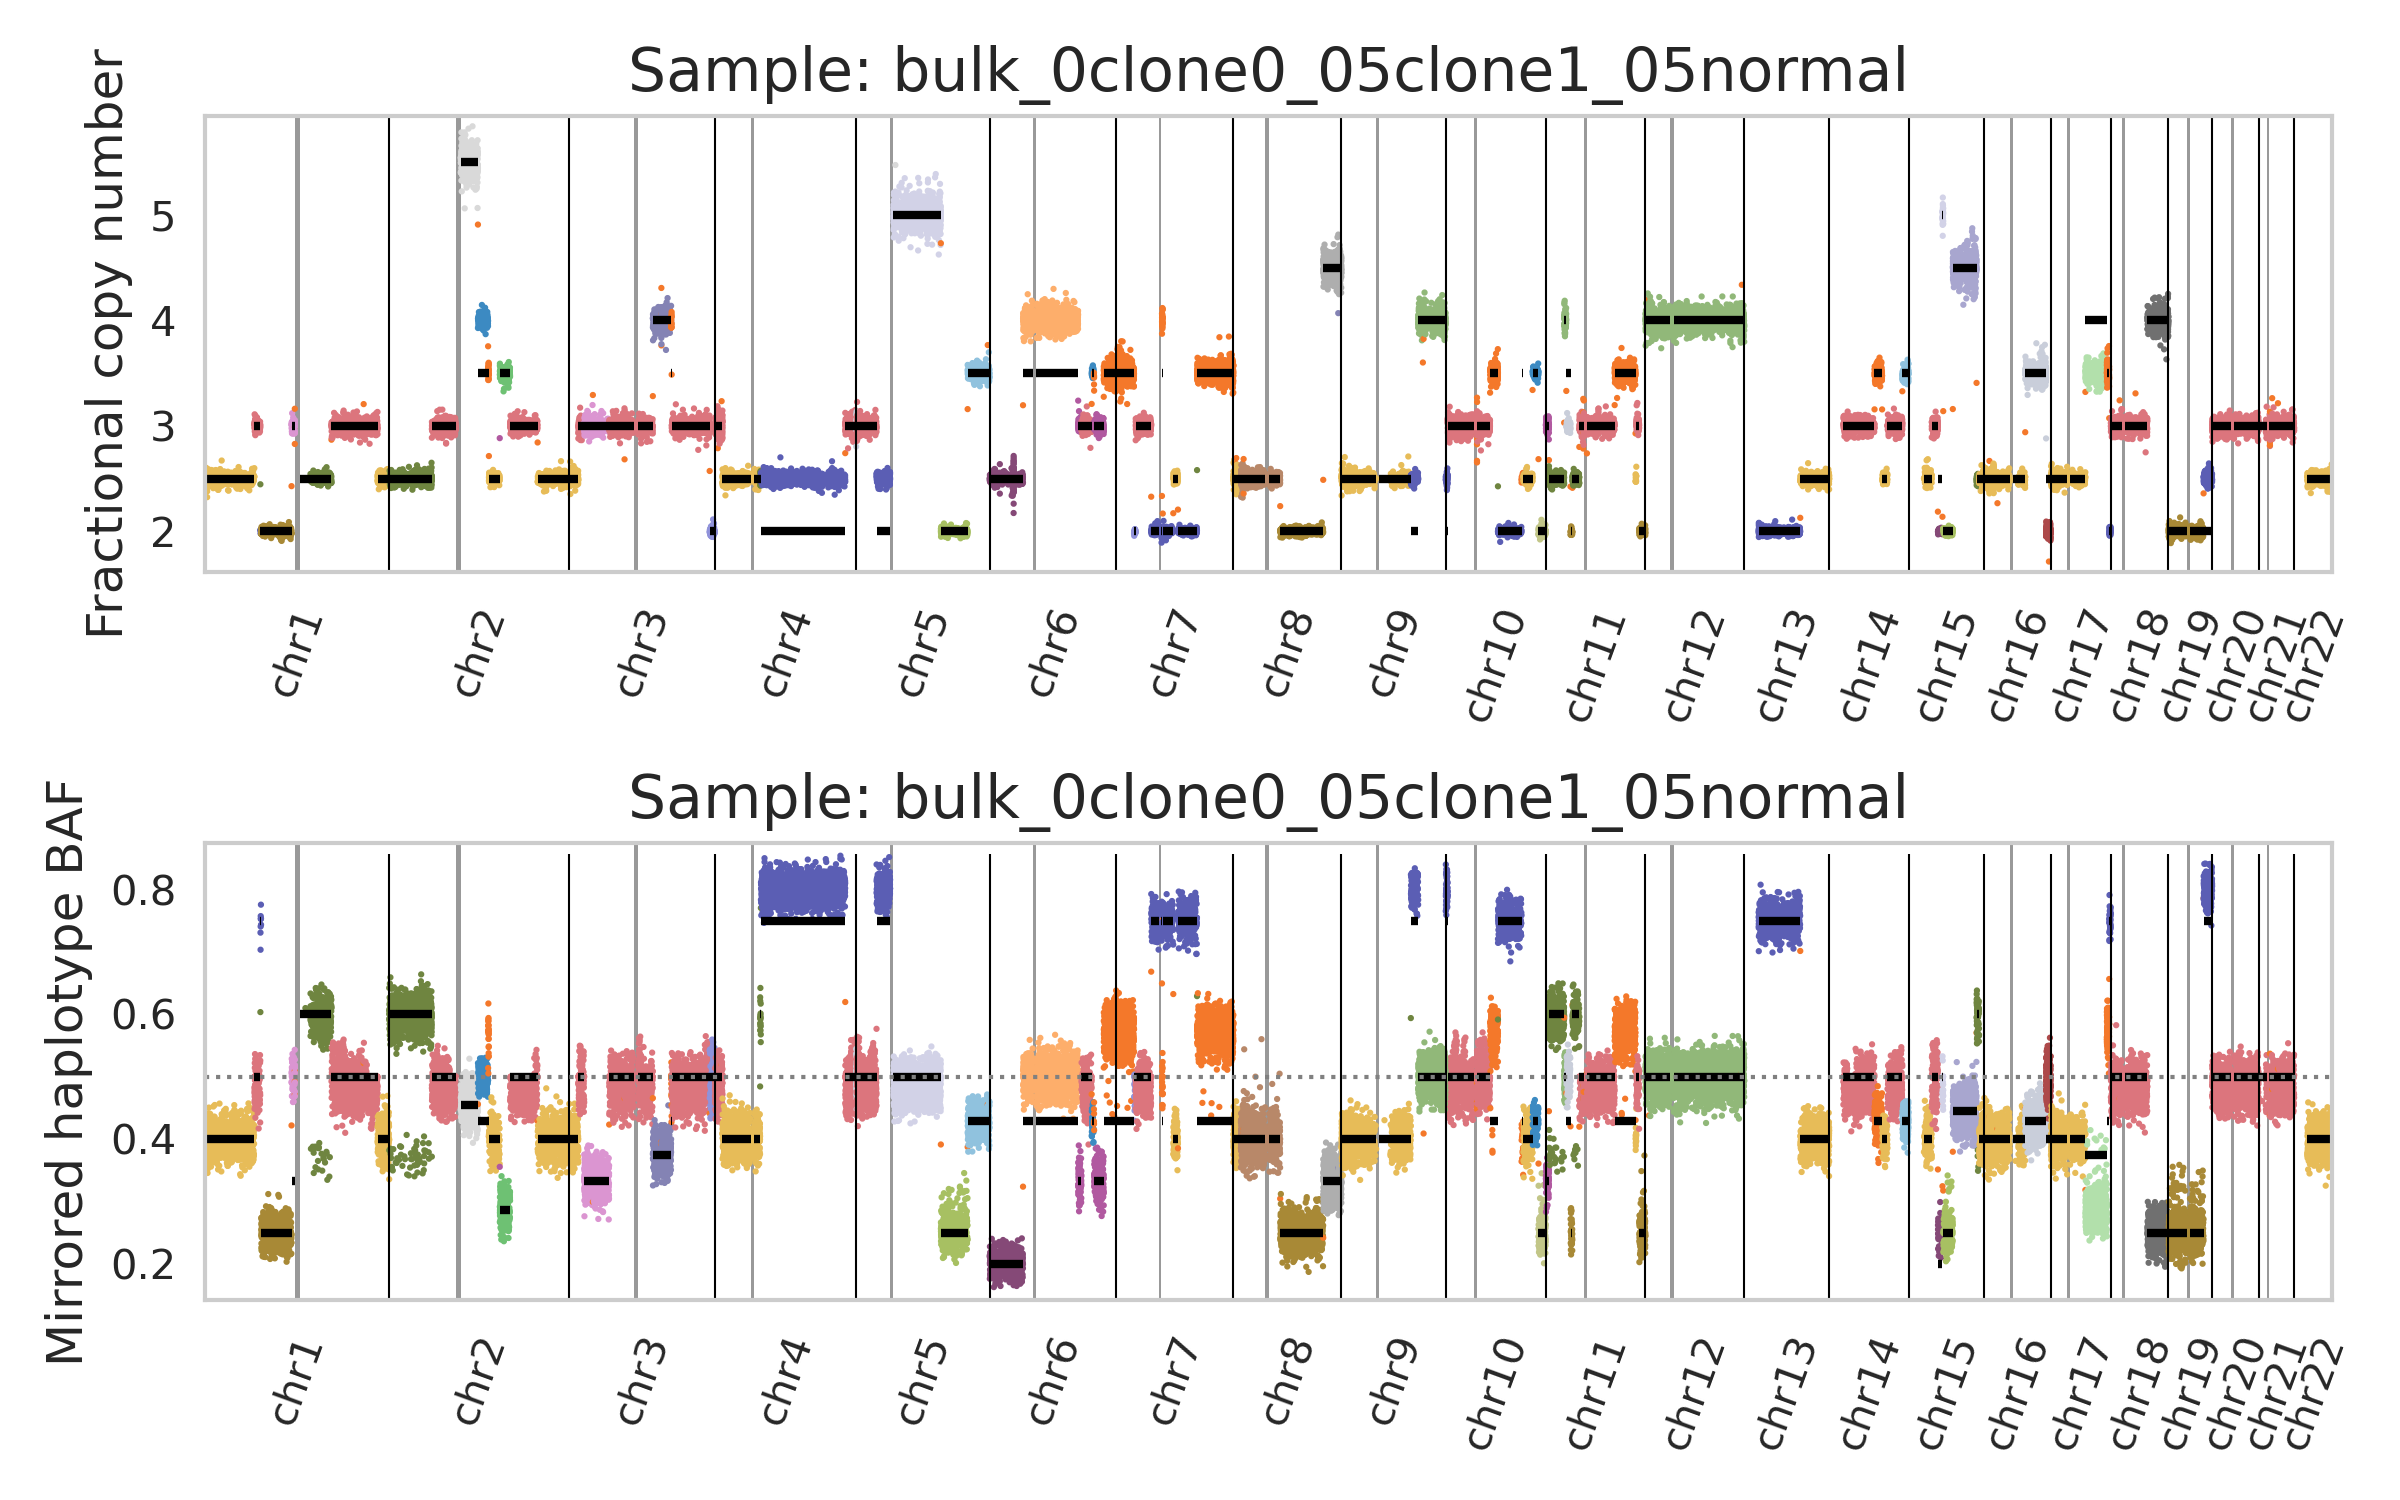 Sample: bulk_0clone0_05clone1_05normal
Fractional copy number
5
4
3
2
chr1
chr2
chr3
chr4
chr5
chr6
chr7
chr8
chr9
chr10
chr11
chr12
chr13
chr14
chr15
chr16
chr17
chr18
chr19
chr20
chr21
chr22
Sample: bulk_0clone0_05clone1_05normal
Mirrored haplotype BAF
0.8
0.6
0.4
0.2
chr1
chr2
chr3
chr4
chr5
chr6
chr7
chr8
chr9
chr10
chr11
chr12
chr13
chr14
chr15
chr16
chr17
chr18
chr19
chr20
chr21
chr22